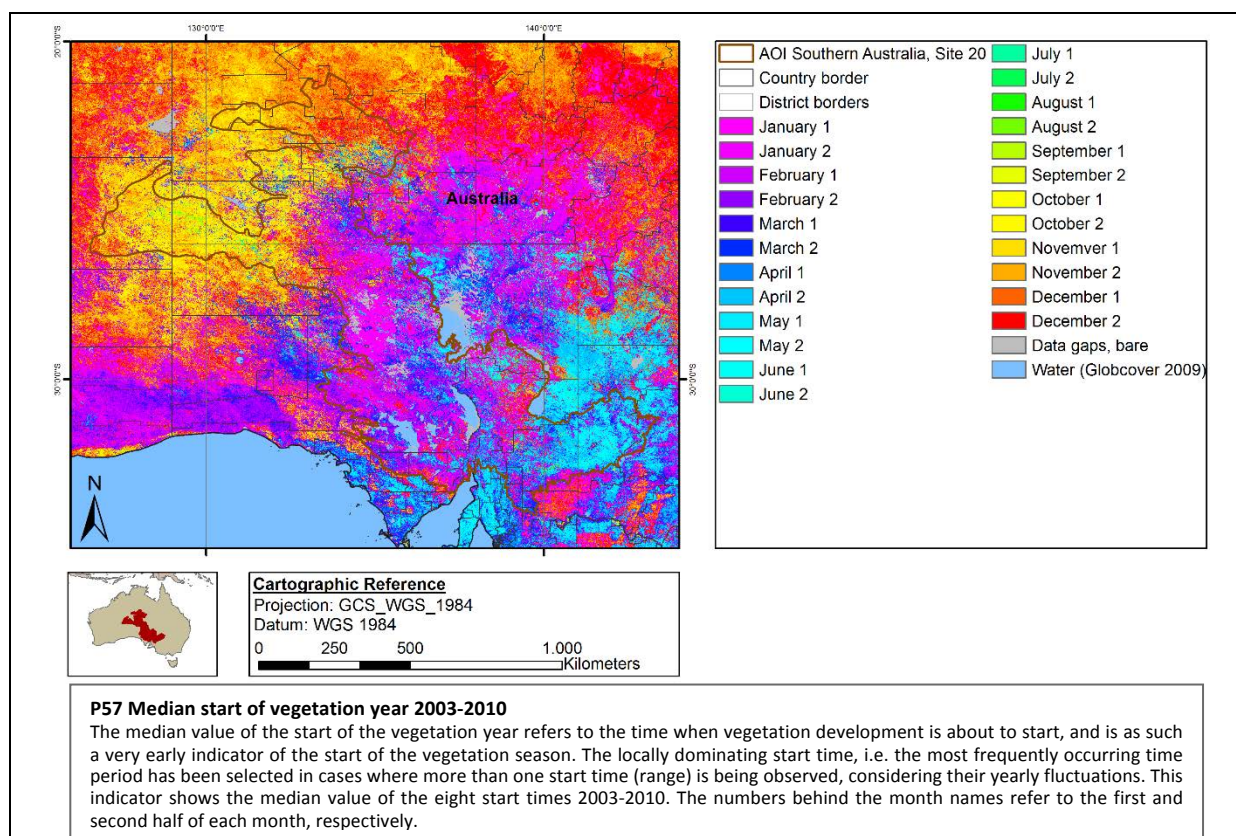 130°0'0"E
140°0'0"E
20°0'0"S
20°0'0"S
Australia
30°0'0"S
30°0'0"S
N
130°0'0"E
140°0'0"E
AOI Southern Australia, Site 20
Country border
District borders
January 1
January 2
February 1
February 2
March 1
March 2
April 1
April 2
May 1
May 2
June 1
June 2
July 1
July 2
August 1
August 2
September 1
September 2
October 1
October 2
Novemver 1
November 2
December 1
December 2
Data gaps, bare
Water (Globcover 2009)
Cartographic Reference
Projection: GCS_WGS_1984
Datum: WGS 1984
0 250 500 1.000
Kilometers
P57 Median start of vegetation year 2003-2010
The median value of the start of the vegetation year refers to the time when vegetation development is about to start, and is as such
a very early indicator of the start of the vegetation season. The locally dominating start time, i.e. the most frequently occurring time
period has been selected in cases where more than one start time (range) is being observed, considering their yearly fluctuations. This
indicator shows the median value of the eight start times 2003-2010. The numbers behind the month names refer to the first and
second half of each month, respectively.